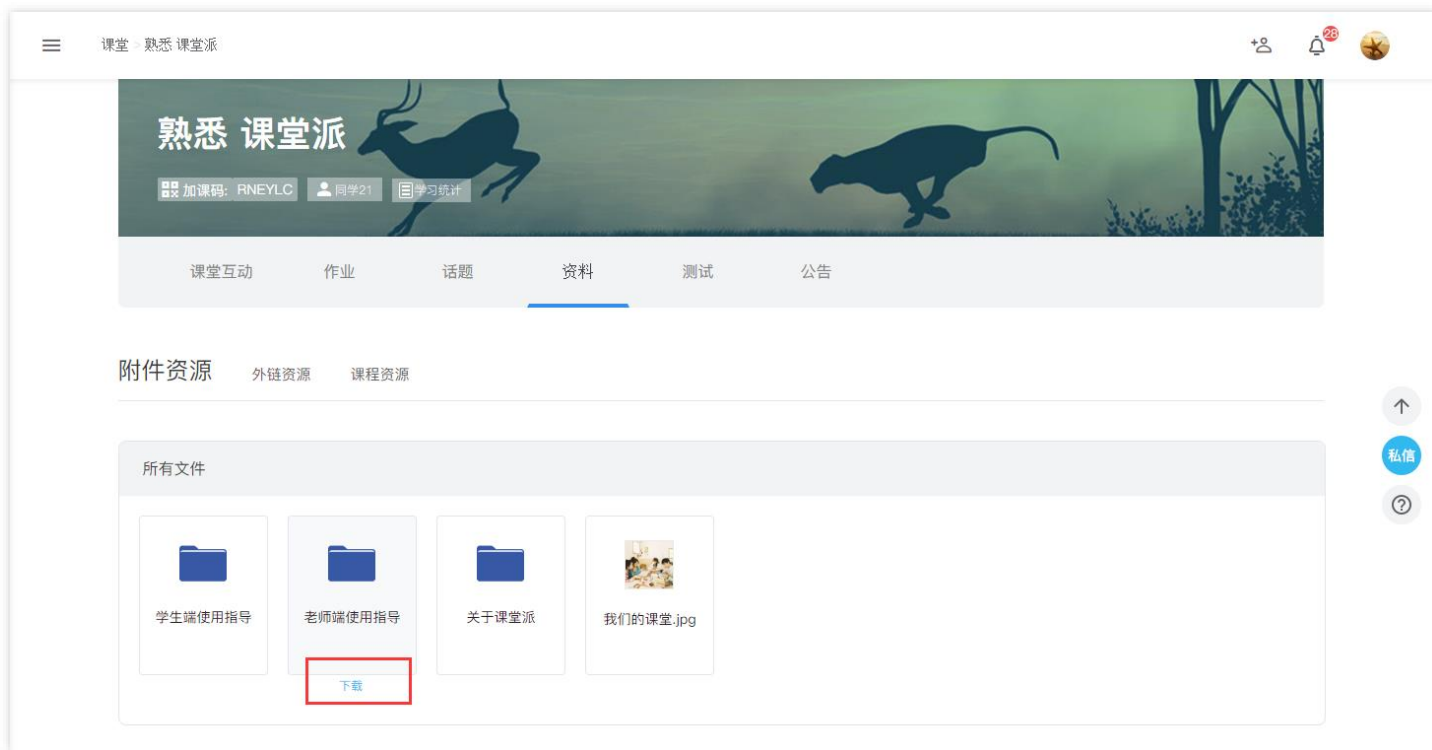 课堂 > 熟悉 课堂派
28
熟悉 课堂派
加课码: RNEYLC 同学21 学习统计
课堂互动 作业 话题 资料 测试 公告
附件资源 外链资源 课程资源
私信
所有文件
学生端使用指导 老师端使用指导 关于课堂派 我们的课堂.jpg
下载